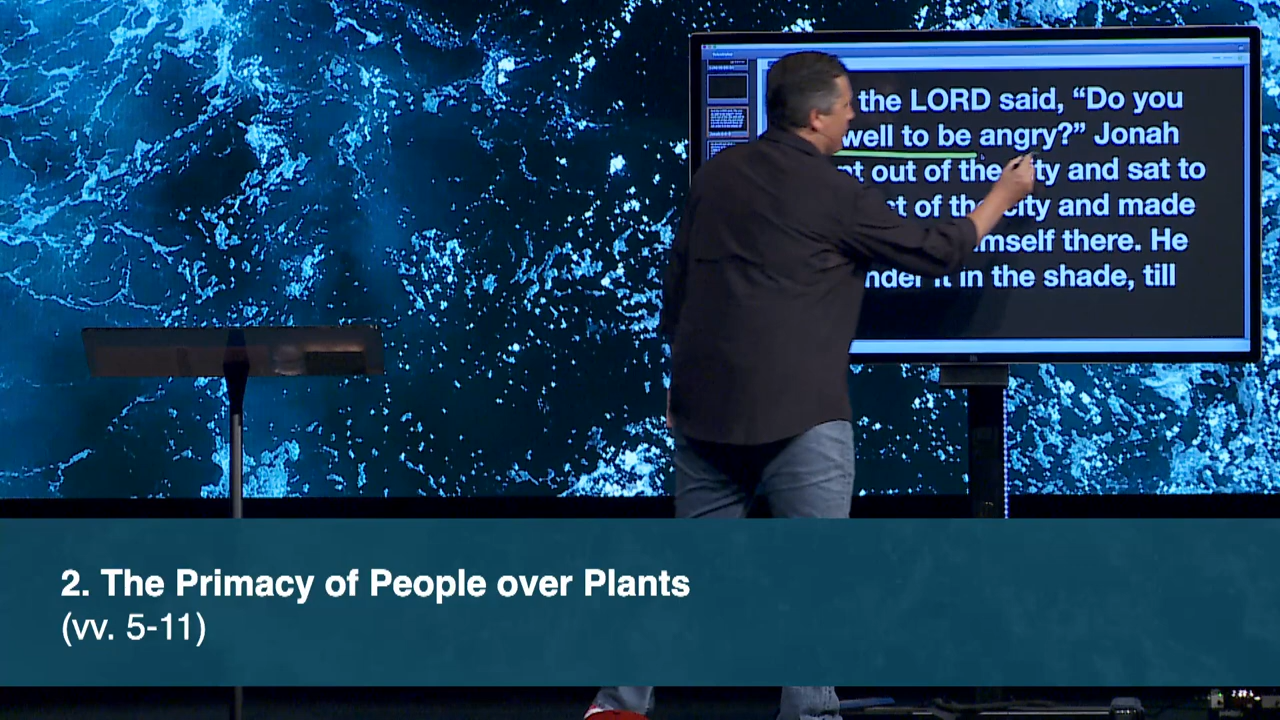 the LORD said, “Do you
well to be angry?” Jonah
out of the city and sat to
of the city and made
there. He
it in the shade, till
2. The Primacy of People over Plants
(vv. 5-11)